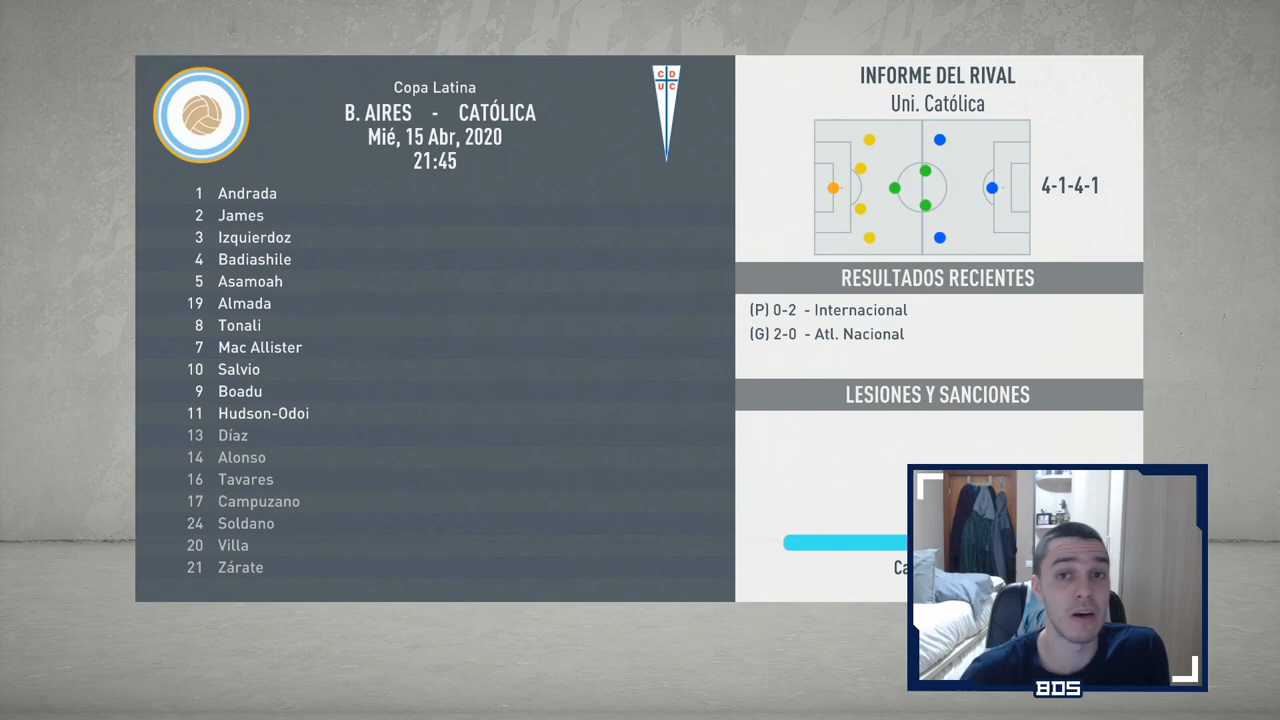 Copa Latina
B. AIRES - CATÓLICA
Mié, 15 Abr, 2020
21:45
CD
UC
1 Andrada
2 James
3 Izquierdoz
4 Badiashile
5 Asamoah
19 Almada
8 Tonali
7 Mac Allister
10 Salvio
9 Boadu
11 Hudson-Odoi
13 Díaz
14 Alonso
16 Tavares
17 Campuzano
24 Soldano
20 Villa
21 Zárate
INFORME DEL RIVAL
Uni. Católica
4-1-4-1
RESULTADOS RECIENTES
(P) 0-2 - Internacional
(G) 2-0 - Atl. Nacional
LESIONES Y SANCIONES
BDS